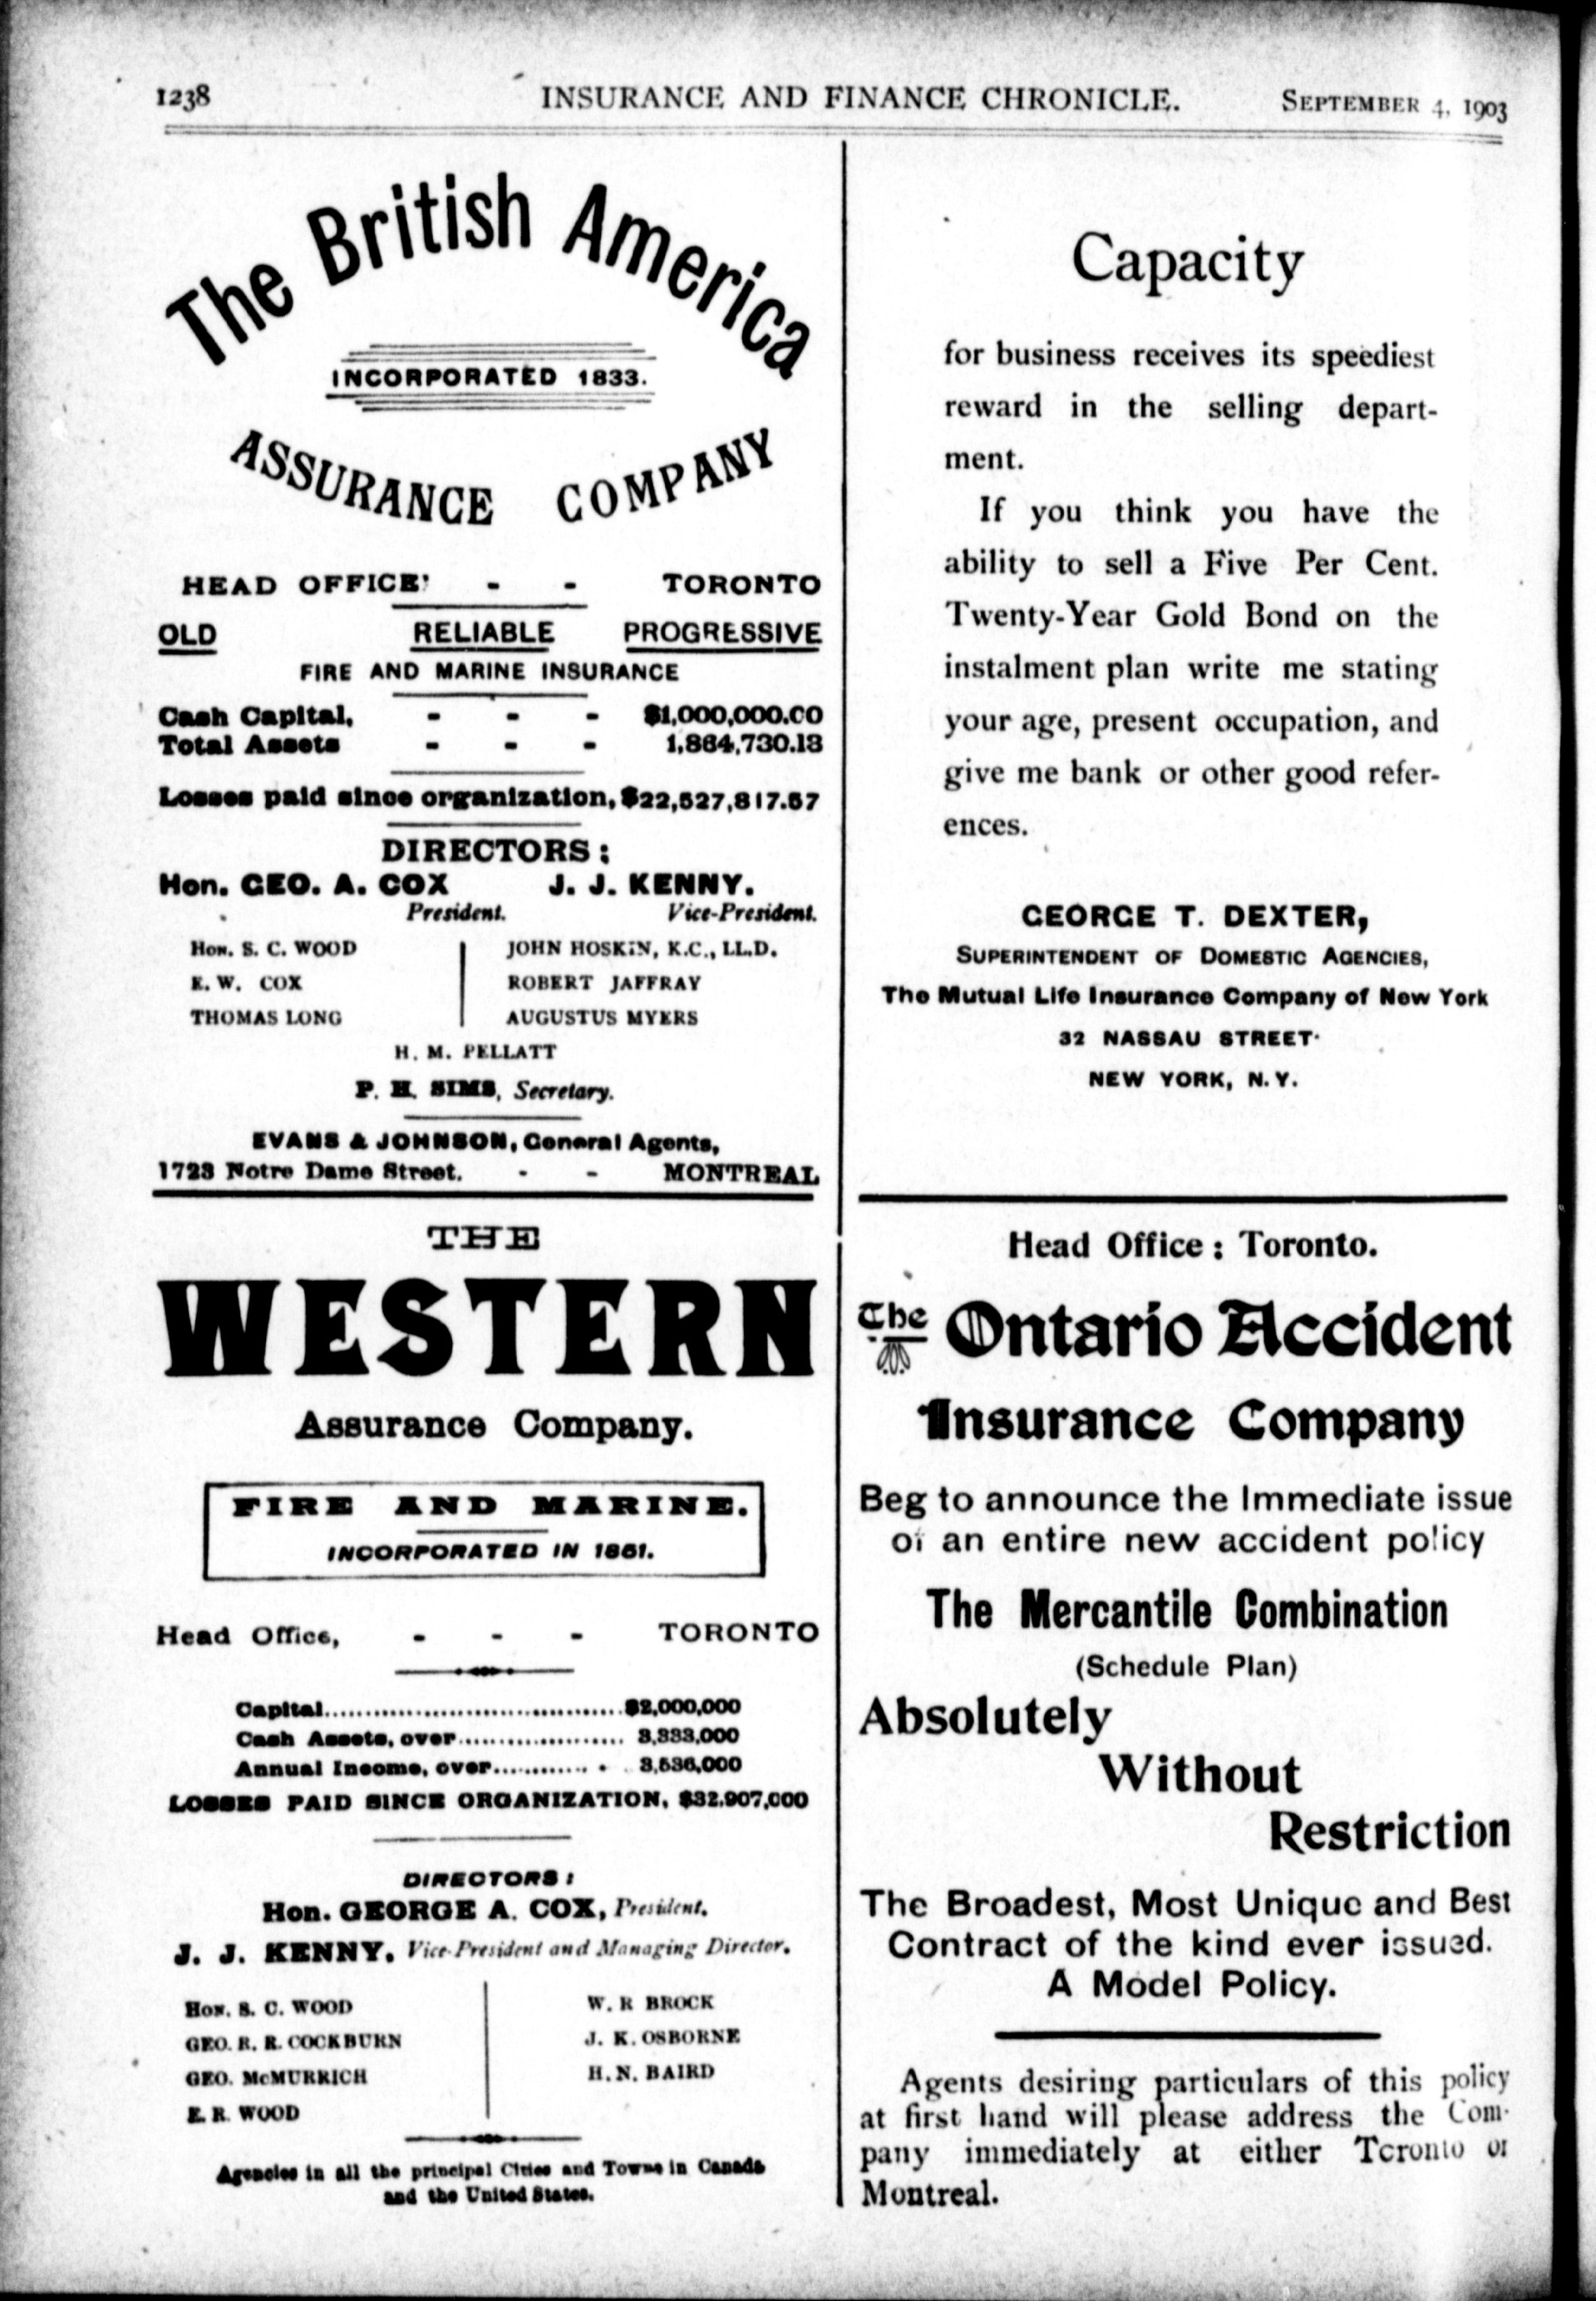 1238
INSURANCE AND FINANCE CHRONICLE.
SEPTEMBER 4, 1903
The British America
INCORPORATED 1833.
ASSURANCE COMPANY
HEAD OFFICE - - TORONTO
OLD RELIABLE PROGRESSIVE
FIRE AND MARINE INSURANCE
Cash Capital, - - - $1,000,000.00
Total Assets - - - 1,864,730.13
Losses paid since organization, $22,527,817.57
DIRECTORS:
Hon. GEO. A. COX J. J. KENNY.
President. Vice-President.
HON. S. C. WOOD JOHN HOSKIN, K.C., LL.D.
E. W. COX ROBERT JAFFRAY
THOMAS LONG AUGUSTUS MYERS
H. M. PELLATT
P. H. SIMS, Secretary.
EVANS & JOHNSON, General Agents,
1723 Notre Dame Street. - - MONTREAL
THE
WESTERN
Assurance Company.
FIRE AND MARINE.
INCORPORATED IN 1851.
Head Office, - - - TORONTO
Capital.................................... $2,000,000
Cash Assets, over.................... 3,333,000
Annual Income, over............. 3,536,000
LOSSES PAID SINCE ORGANIZATION, $32,907,000
DIRECTORS:
Hon. GEORGE A. COX, President.
J. J. KENNY, Vice-President and Managing Director.
HON. S. C. WOOD W. R BROCK
GEO. R. R. COCKBURN J. K. OSBORNE
GEO. McMURRICH H. N. BAIRD
E. R. WOOD
Agencies in all the principal Cities and Towns in Canada
and the United States.
Capacity
for business receives its speediest
reward in the selling depart-
ment.
If you think you have the
ability to sell a Five Per Cent.
Twenty-Year Gold Bond on the
instalment plan write me stating
your age, present occupation, and
give me bank or other good refer-
ences.
GEORGE T. DEXTER,
SUPERINTENDENT OF DOMESTIC AGENCIES,
The Mutual Life Insurance Company of New York
32 NASSAU STREET
NEW YORK, N. Y.
Head Office: Toronto.
The Ontario Accident
Insurance Company
Beg to announce the Immediate issue
of an entire new accident policy
The Mercantile Combination
(Schedule Plan)
Absolutely
Without
Restriction
The Broadest, Most Unique and Best
Contract of the kind ever issued.
A Model Policy.
Agents desiring particulars of this policy
at first hand will please address the Com-
pany immediately at either Toronto or
Montreal.